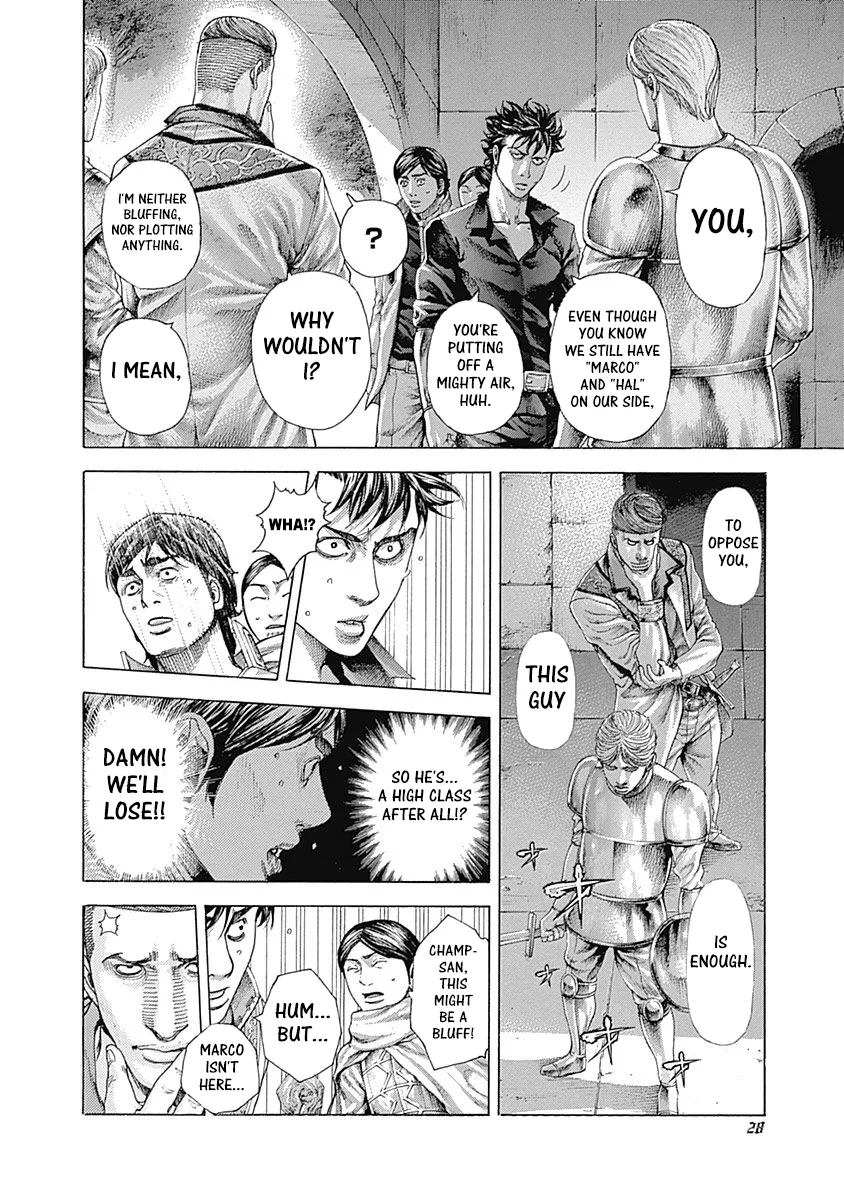 YOU,
EVEN THOUGH
YOU KNOW
WE STILL HAVE
"MARCO"
AND "HAL"
ON OUR SIDE,
YOU'RE
PUTTING
OFF A
MIGHTY AIR,
HUH.
?
WHY
WOULDN'T
I?
I'M NEITHER
BLUFFING,
NOR PLOTTING
ANYTHING.
I MEAN,
TO
OPPOSE
YOU,
THIS
GUY
IS
ENOUGH.
WHA!?
SO HE'S...
A HIGH CLASS
AFTER ALL!?
DAMN!
WE'LL
LOSE!!
CHAMP-
SAN,
THIS
MIGHT
BE A
BLUFF!
HUM...
BUT...
MARCO
ISN'T
HERE...
28